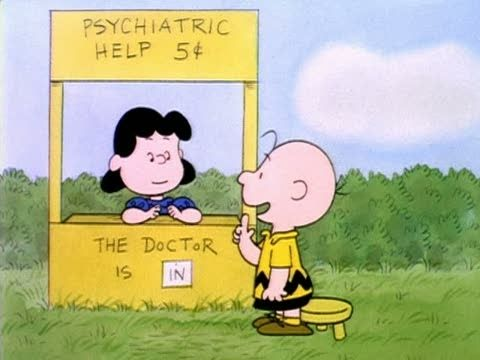 PSYCHIATRIC
HELP 5¢
THE DOCTOR
IS IN